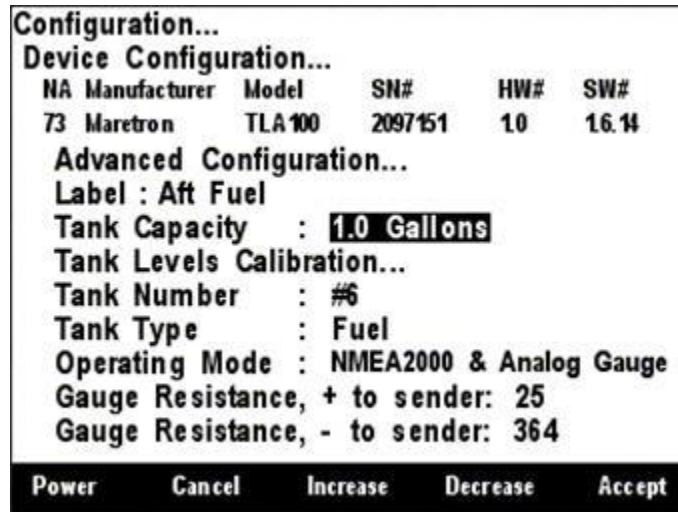 Configuration...
Device Configuration...
NA Manufacturer Model SN# HW# SW#
73 Maretron TLA100 2097151 1.0 1.6.14
Advanced Configuration...
Label : Aft Fuel
Tank Capacity : 1.0 Gallons
Tank Levels Calibration...
Tank Number : #6
Tank Type : Fuel
Operating Mode : NMEA2000 & Analog Gauge
Gauge Resistance, + to sender: 25
Gauge Resistance, - to sender: 364
Power Cancel Increase Decrease Accept